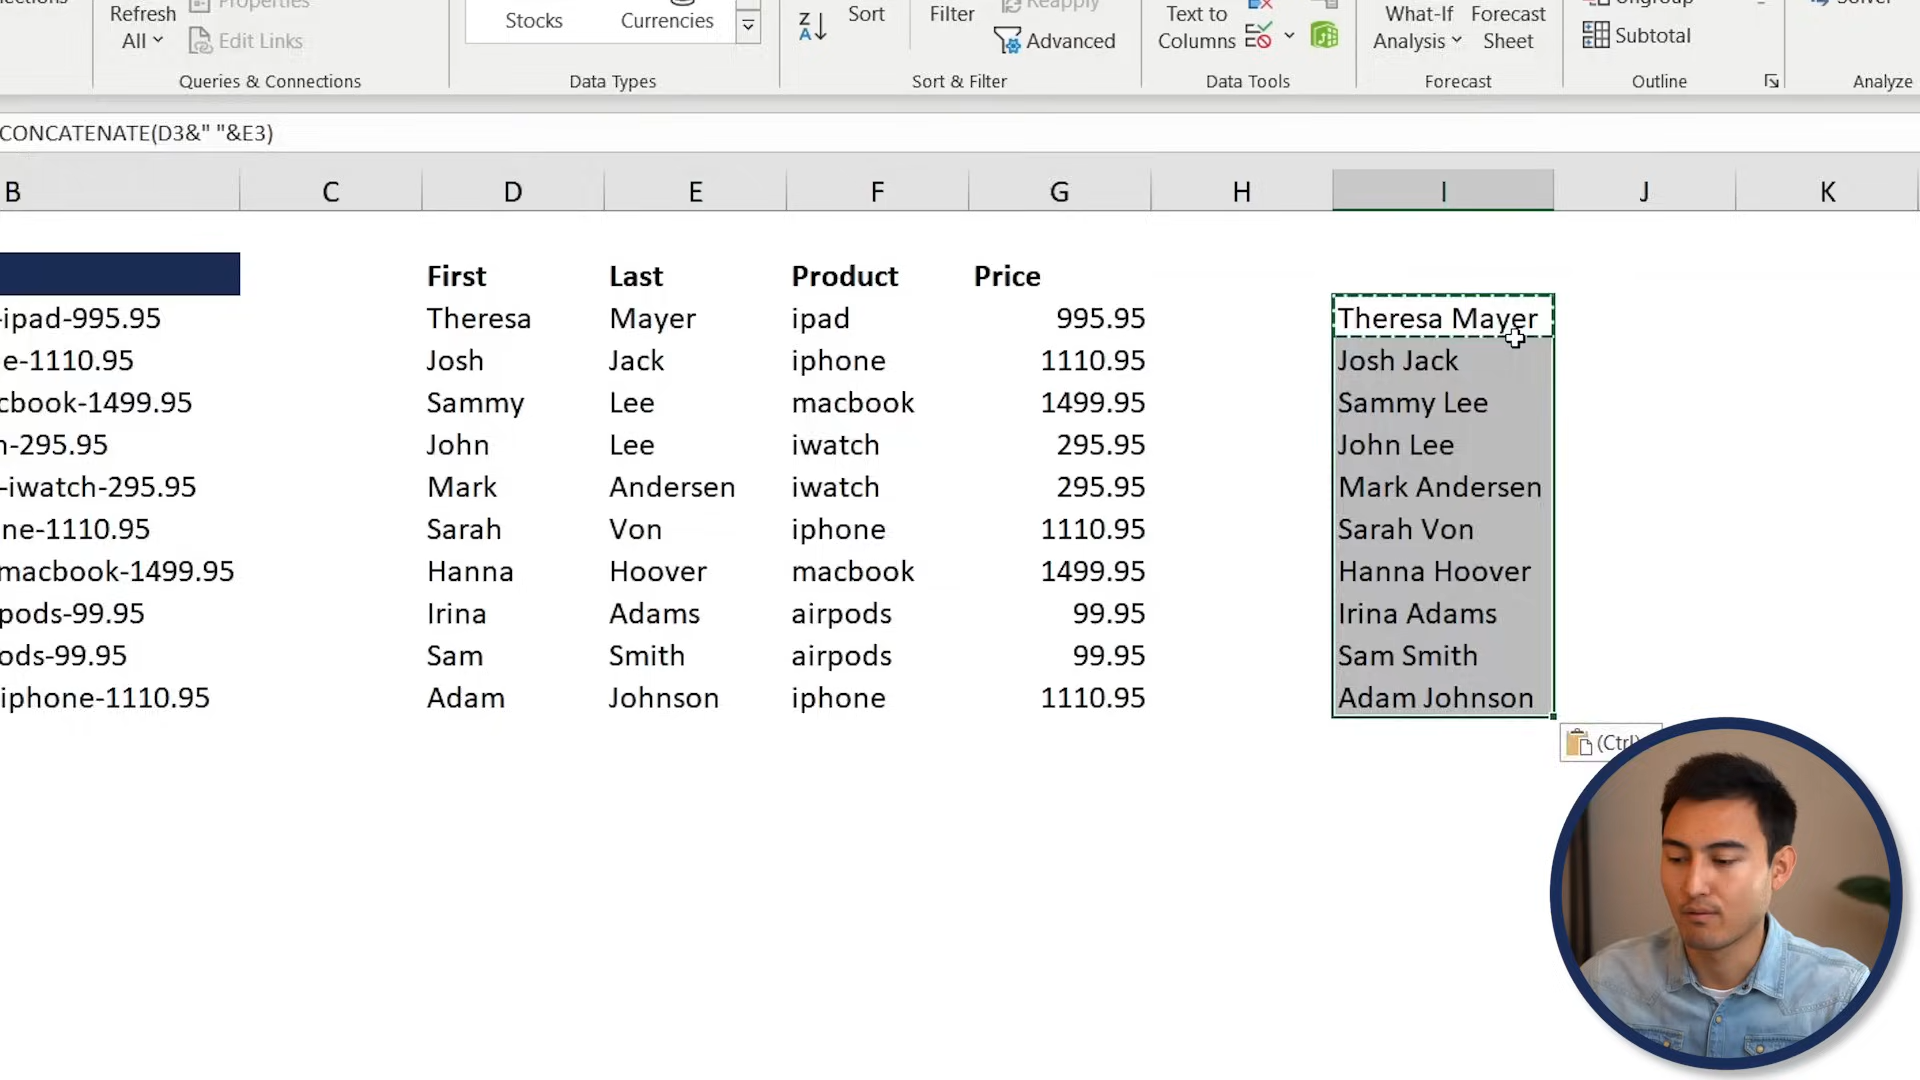 Refresh
All
Properties
Edit Links
Queries & Connections
Stocks
Currencies
Data Types
Z
A
Sort
Filter
Reapply
Advanced
Sort & Filter
Text to
Columns
Data Tools
What-If
Analysis
Forecast
Sheet
Forecast
Subtotal
Outline
Analyze
CONCATENATE(D3&" "&E3)
B C D E F G H I J K
First Last Product Price
-ipad-995.95 Theresa Mayer ipad 995.95 Theresa Mayer
e-1110.95 Josh Jack iphone 1110.95 Josh Jack
cbook-1499.95 Sammy Lee macbook 1499.95 Sammy Lee
n-295.95 John Lee iwatch 295.95 John Lee
-iwatch-295.95 Mark Andersen iwatch 295.95 Mark Andersen
ne-1110.95 Sarah Von iphone 1110.95 Sarah Von
macbook-1499.95 Hanna Hoover macbook 1499.95 Hanna Hoover
pods-99.95 Irina Adams airpods 99.95 Irina Adams
ods-99.95 Sam Smith airpods 99.95 Sam Smith
iphone-1110.95 Adam Johnson iphone 1110.95 Adam Johnson
(Ctrl)